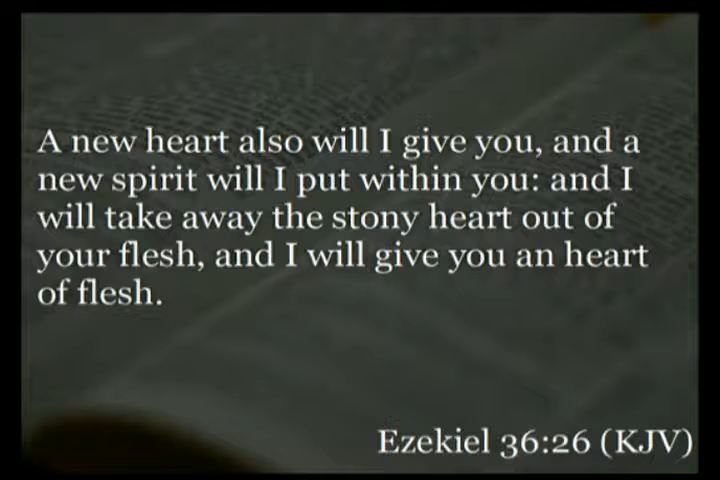 A new heart also will I give you, and a
new spirit will I put within you: and I
will take away the stony heart out of
your flesh, and I will give you an heart
of flesh.
Ezekiel 36:26 (KJV)